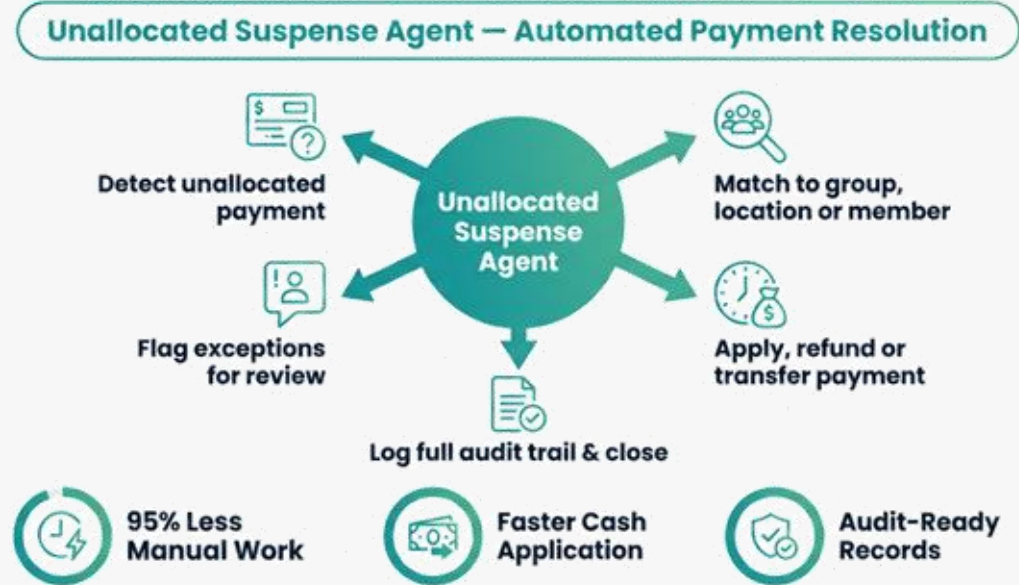 Unallocated Suspense Agent — Automated Payment Resolution
$
?
Detect unallocated
payment
Match to group,
location or member
Unallocated
Suspense
Agent
!
Flag exceptions
for review
$
Apply, refund or
transfer payment
Log full audit trail & close
95% Less
Manual Work
Faster Cash
Application
Audit-Ready
Records